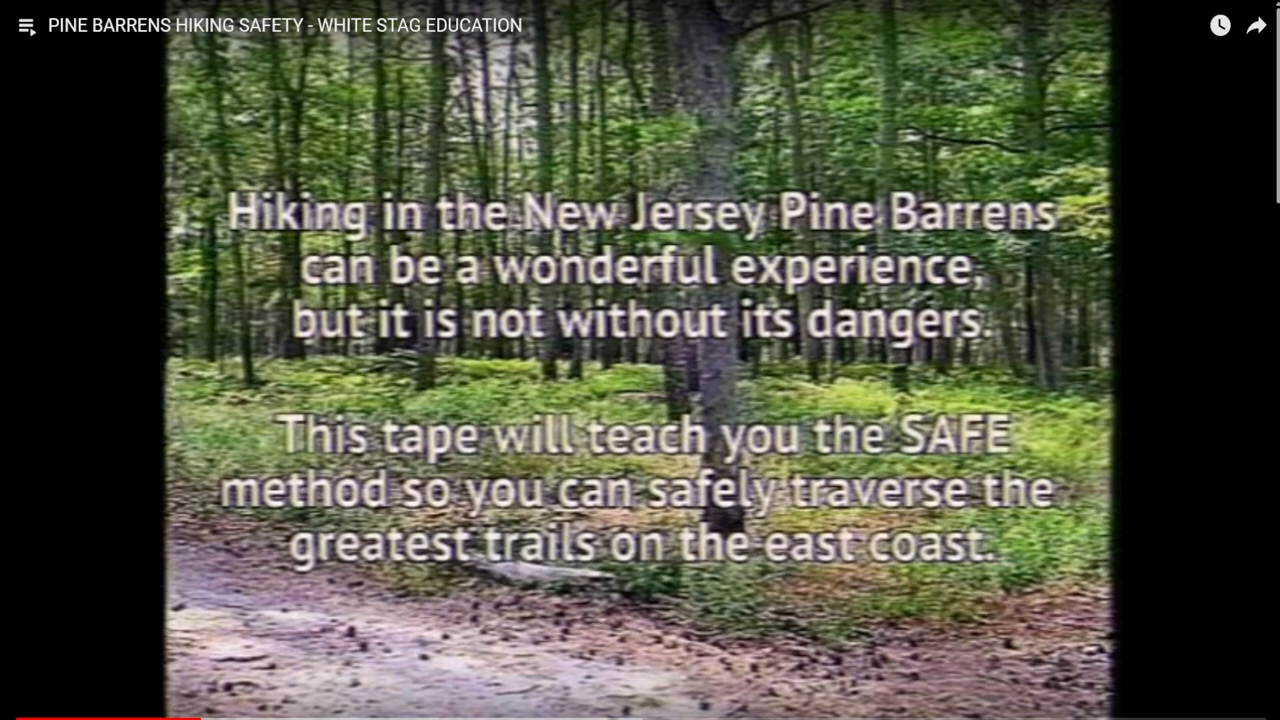 PINE BARRENS HIKING SAFETY - WHITE STAG EDUCATION
Hiking in the New Jersey Pine Barrens
can be a wonderful experience,
but it is not without its dangers.
This tape will teach you the SAFE
method so you can safely traverse the
greatest trails on the east coast.